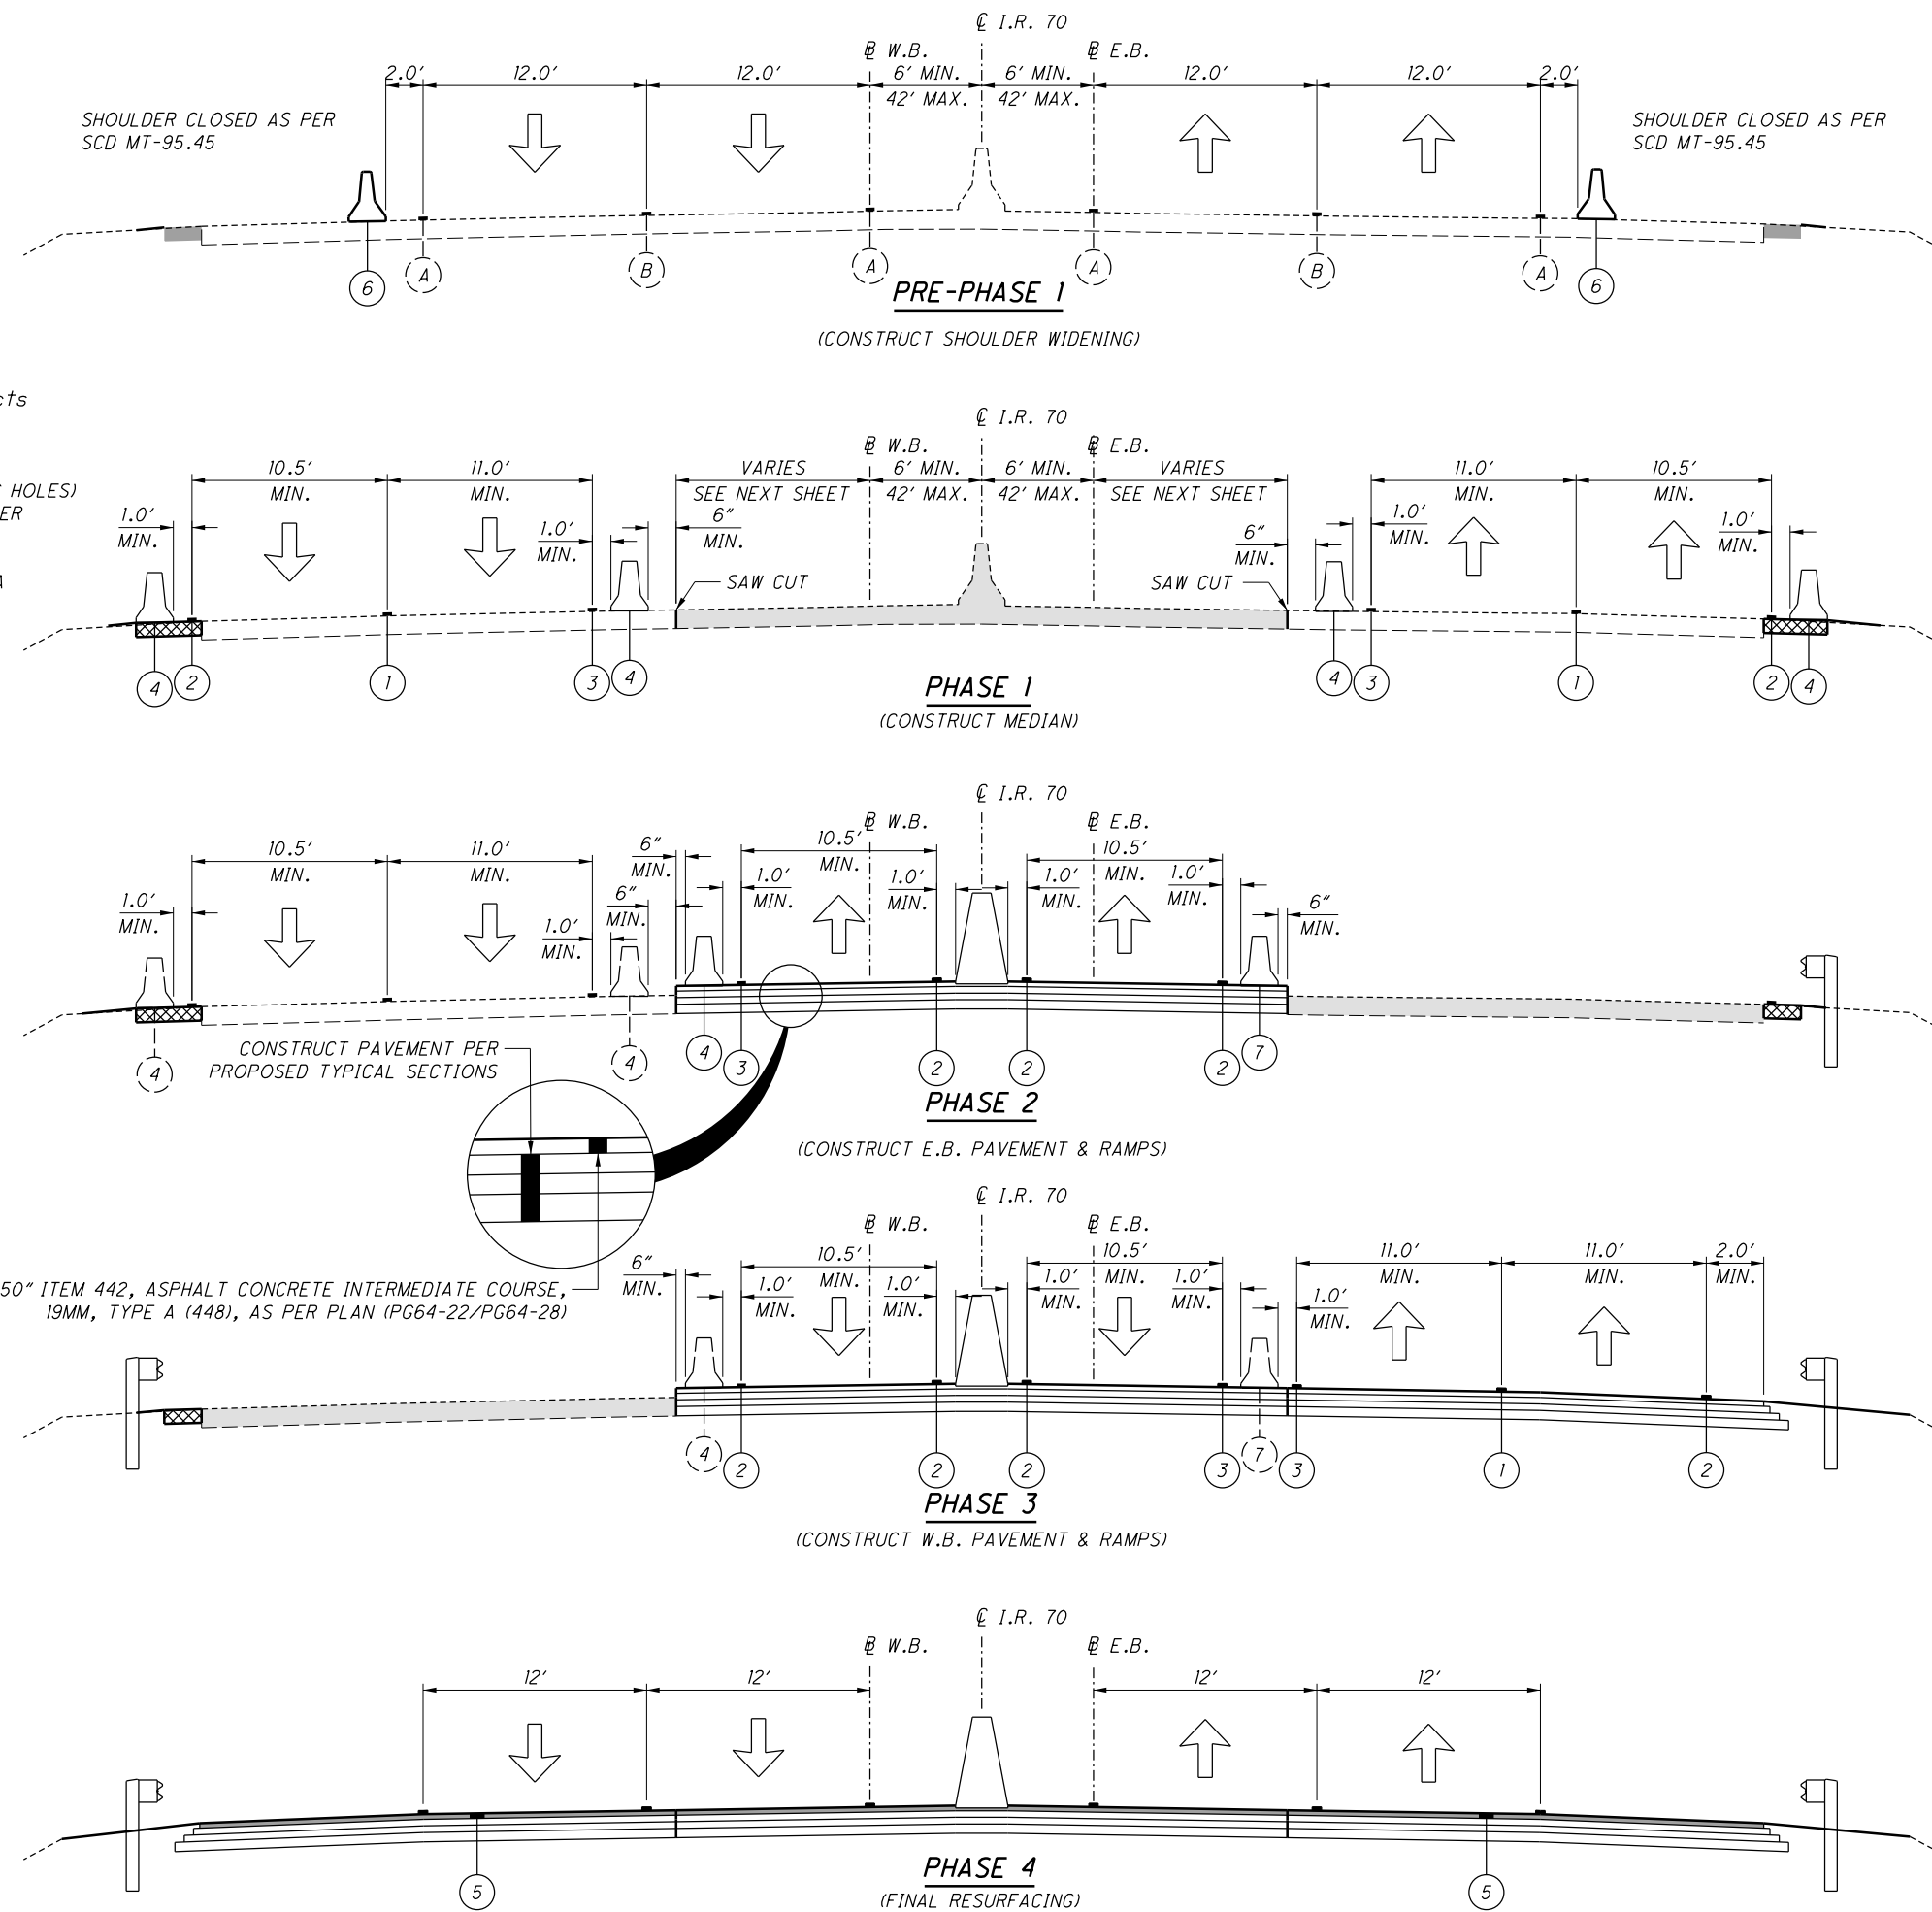 ℄ I.R. 70
⅊ W.B.
⅊ E.B.
2.0'
12.0'
12.0'
6' MIN.
42' MAX.
6' MIN.
42' MAX.
12.0'
12.0'
2.0'
SHOULDER CLOSED AS PER
SCD MT-95.45
SHOULDER CLOSED AS PER
SCD MT-95.45
6
A
B
A
A
B
A
6
PRE-PHASE 1
(CONSTRUCT SHOULDER WIDENING)
cts
HOLES)
ER
A
℄ I.R. 70
⅊ W.B.
⅊ E.B.
10.5'
MIN.
11.0'
MIN.
VARIES
SEE NEXT SHEET
6' MIN.
42' MAX.
6' MIN.
42' MAX.
VARIES
SEE NEXT SHEET
11.0'
MIN.
10.5'
MIN.
1.0'
MIN.
1.0'
MIN.
6"
MIN.
6"
MIN.
1.0'
MIN.
1.0'
MIN.
SAW CUT
SAW CUT
4
2
1
3
4
4
3
1
2
4
PHASE 1
(CONSTRUCT MEDIAN)
℄ I.R. 70
⅊ W.B.
⅊ E.B.
10.5'
MIN.
11.0'
MIN.
6"
MIN.
10.5'
MIN.
10.5'
MIN.
1.0'
MIN.
1.0'
MIN.
6"
MIN.
1.0'
MIN.
1.0'
MIN.
1.0'
MIN.
1.0'
MIN.
6"
MIN.
4
4
4
3
2
2
2
7
CONSTRUCT PAVEMENT PER
PROPOSED TYPICAL SECTIONS
PHASE 2
(CONSTRUCT E.B. PAVEMENT & RAMPS)
℄ I.R. 70
⅊ W.B.
⅊ E.B.
50" ITEM 442, ASPHALT CONCRETE INTERMEDIATE COURSE,
19MM, TYPE A (448), AS PER PLAN (PG64-22/PG64-28)
6"
MIN.
10.5'
MIN.
10.5'
MIN.
11.0'
MIN.
11.0'
MIN.
2.0'
MIN.
1.0'
MIN.
1.0'
MIN.
1.0'
MIN.
1.0'
MIN.
1.0'
MIN.
4
2
2
2
3
7
3
1
2
PHASE 3
(CONSTRUCT W.B. PAVEMENT & RAMPS)
℄ I.R. 70
⅊ W.B.
⅊ E.B.
12'
12'
12'
12'
5
5
PHASE 4
(FINAL RESURFACING)